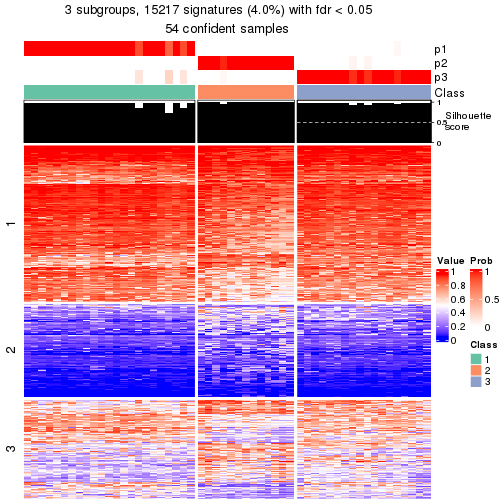 3 subgroups, 15217 signatures (4.0%) with fdr < 0.05
54 confident samples
p1
p2
p3
Class
1
0.5
0
Silhouette
score
1
2
3
Value
1
0.8
0.6
0.4
0.2
0
Prob
1
0.5
0
Class
1
2
3